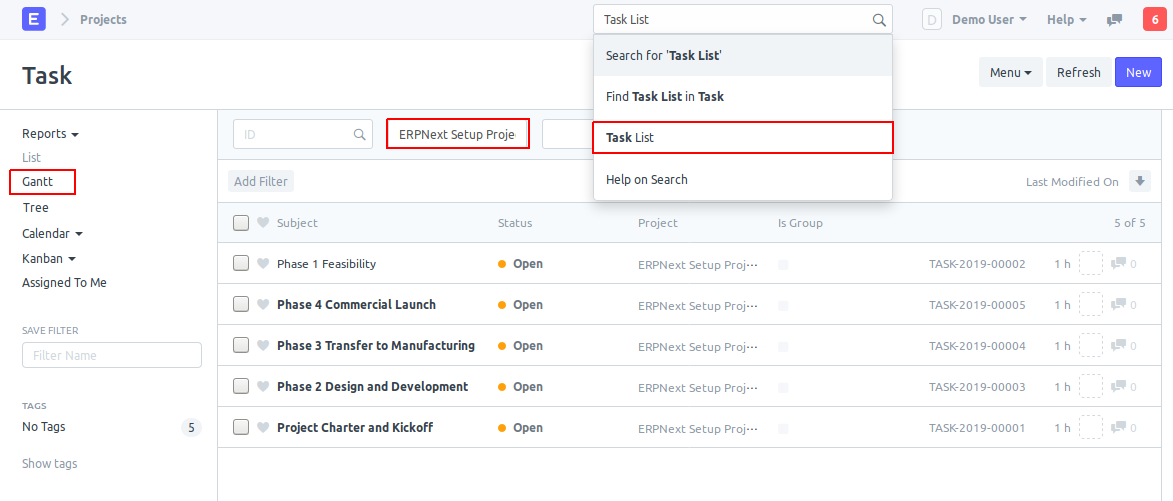 E Projects Task List D Demo User Help 6
Search for 'Task List'
Task Menu Refresh New
Find Task List in Task
Reports ID ERPNext Setup Proje Task List
List
Gantt Add Filter Help on Search Last Modified On
Tree
Calendar Subject Status Project Is Group 5 of 5
Kanban Phase 1 Feasibility Open ERPNext Setup Proj... TASK-2019-00002 1 h 0
Assigned To Me
Phase 4 Commercial Launch Open ERPNext Setup Proj... TASK-2019-00005 1 h 0
SAVE FILTER
Filter Name Phase 3 Transfer to Manufacturing Open ERPNext Setup Proj... TASK-2019-00004 1 h 0
Phase 2 Design and Development Open ERPNext Setup Proj... TASK-2019-00003 1 h 0
TAGS
No Tags 5 Project Charter and Kickoff Open ERPNext Setup Proj... TASK-2019-00001 1 h 0
Show tags